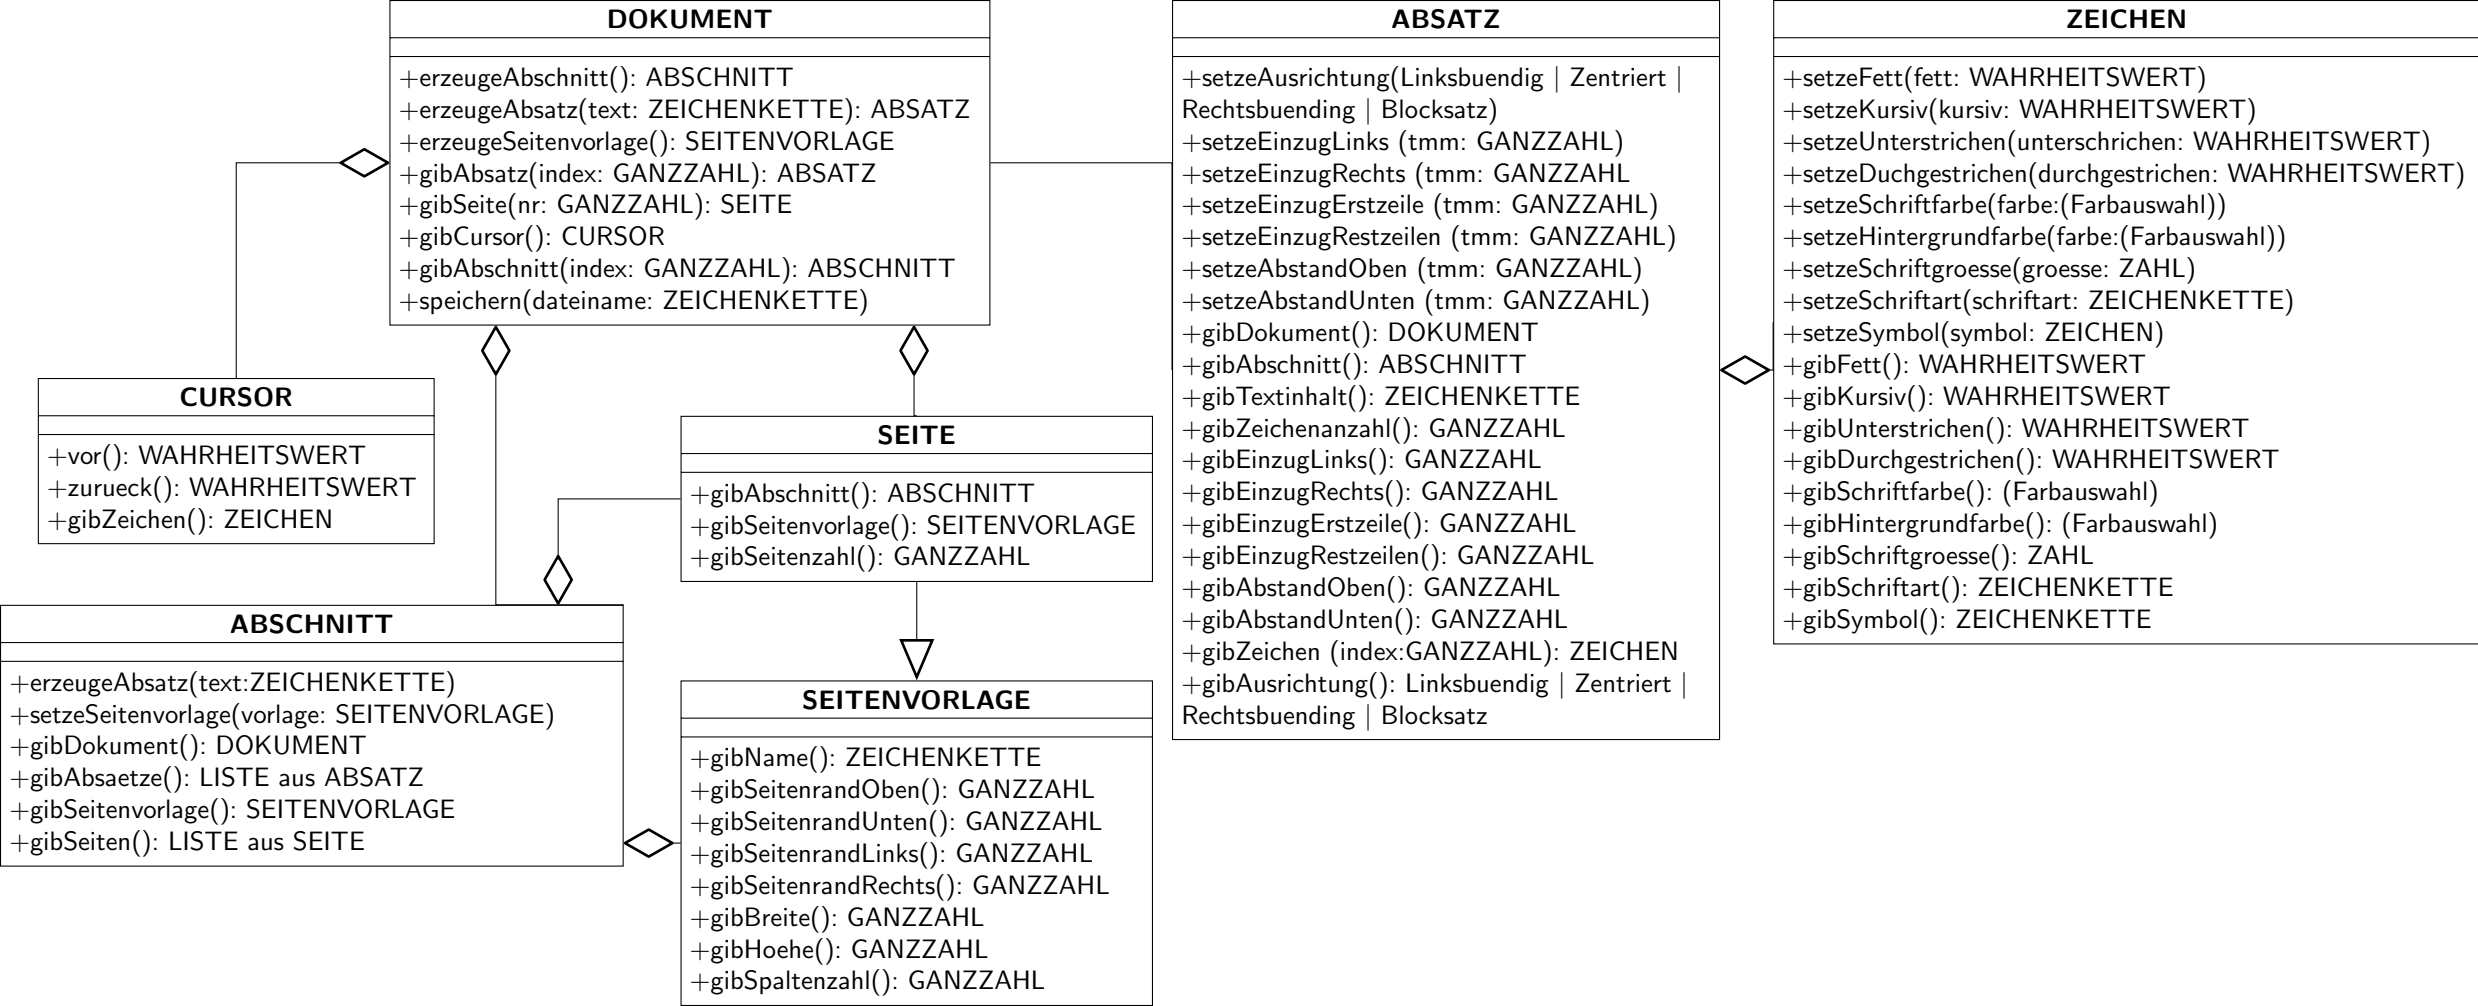 DOKUMENT
+erzeugeAbschnitt(): ABSCHNITT
+erzeugeAbsatz(text: ZEICHENKETTE): ABSATZ
+erzeugeSeitenvorlage(): SEITENVORLAGE
+gibAbsatz(index: GANZZAHL): ABSATZ
+gibSeite(nr: GANZZAHL): SEITE
+gibCursor(): CURSOR
+gibAbschnitt(index: GANZZAHL): ABSCHNITT
+speichern(dateiname: ZEICHENKETTE)
CURSOR
+vor(): WAHRHEITSWERT
+zurueck(): WAHRHEITSWERT
+gibZeichen(): ZEICHEN
SEITE
+gibAbschnitt(): ABSCHNITT
+gibSeitenvorlage(): SEITENVORLAGE
+gibSeitenzahl(): GANZZAHL
ABSCHNITT
+erzeugeAbsatz(text:ZEICHENKETTE)
+setzeSeitenvorlage(vorlage: SEITENVORLAGE)
+gibDokument(): DOKUMENT
+gibAbsaetze(): LISTE aus ABSATZ
+gibSeitenvorlage(): SEITENVORLAGE
+gibSeiten(): LISTE aus SEITE
SEITENVORLAGE
+gibName(): ZEICHENKETTE
+gibSeitenrandOben(): GANZZAHL
+gibSeitenrandUnten(): GANZZAHL
+gibSeitenrandLinks(): GANZZAHL
+gibSeitenrandRechts(): GANZZAHL
+gibBreite(): GANZZAHL
+gibHoehe(): GANZZAHL
+gibSpaltenzahl(): GANZZAHL
ABSATZ
+setzeAusrichtung(Linksbuendig | Zentriert |
Rechtsbuending | Blocksatz)
+setzeEinzugLinks (tmm: GANZZAHL)
+setzeEinzugRechts (tmm: GANZZAHL
+setzeEinzugErstzeile (tmm: GANZZAHL)
+setzeEinzugRestzeilen (tmm: GANZZAHL)
+setzeAbstandOben (tmm: GANZZAHL)
+setzeAbstandUnten (tmm: GANZZAHL)
+gibDokument(): DOKUMENT
+gibAbschnitt(): ABSCHNITT
+gibTextinhalt(): ZEICHENKETTE
+gibZeichenanzahl(): GANZZAHL
+gibEinzugLinks(): GANZZAHL
+gibEinzugRechts(): GANZZAHL
+gibEinzugErstzeile(): GANZZAHL
+gibEinzugRestzeilen(): GANZZAHL
+gibAbstandOben(): GANZZAHL
+gibAbstandUnten(): GANZZAHL
+gibZeichen (index:GANZZAHL): ZEICHEN
+gibAusrichtung(): Linksbuendig | Zentriert |
Rechtsbuending | Blocksatz
ZEICHEN
+setzeFett(fett: WAHRHEITSWERT)
+setzeKursiv(kursiv: WAHRHEITSWERT)
+setzeUnterstrichen(unterschrichen: WAHRHEITSWERT)
+setzeDuchgestrichen(durchgestrichen: WAHRHEITSWERT)
+setzeSchriftfarbe(farbe:(Farbauswahl))
+setzeHintergrundfarbe(farbe:(Farbauswahl))
+setzeSchriftgroesse(groesse: ZAHL)
+setzeSchriftart(schriftart: ZEICHENKETTE)
+setzeSymbol(symbol: ZEICHEN)
+gibFett(): WAHRHEITSWERT
+gibKursiv(): WAHRHEITSWERT
+gibUnterstrichen(): WAHRHEITSWERT
+gibDurchgestrichen(): WAHRHEITSWERT
+gibSchriftfarbe(): (Farbauswahl)
+gibHintergrundfarbe(): (Farbauswahl)
+gibSchriftgroesse(): ZAHL
+gibSchriftart(): ZEICHENKETTE
+gibSymbol(): ZEICHENKETTE